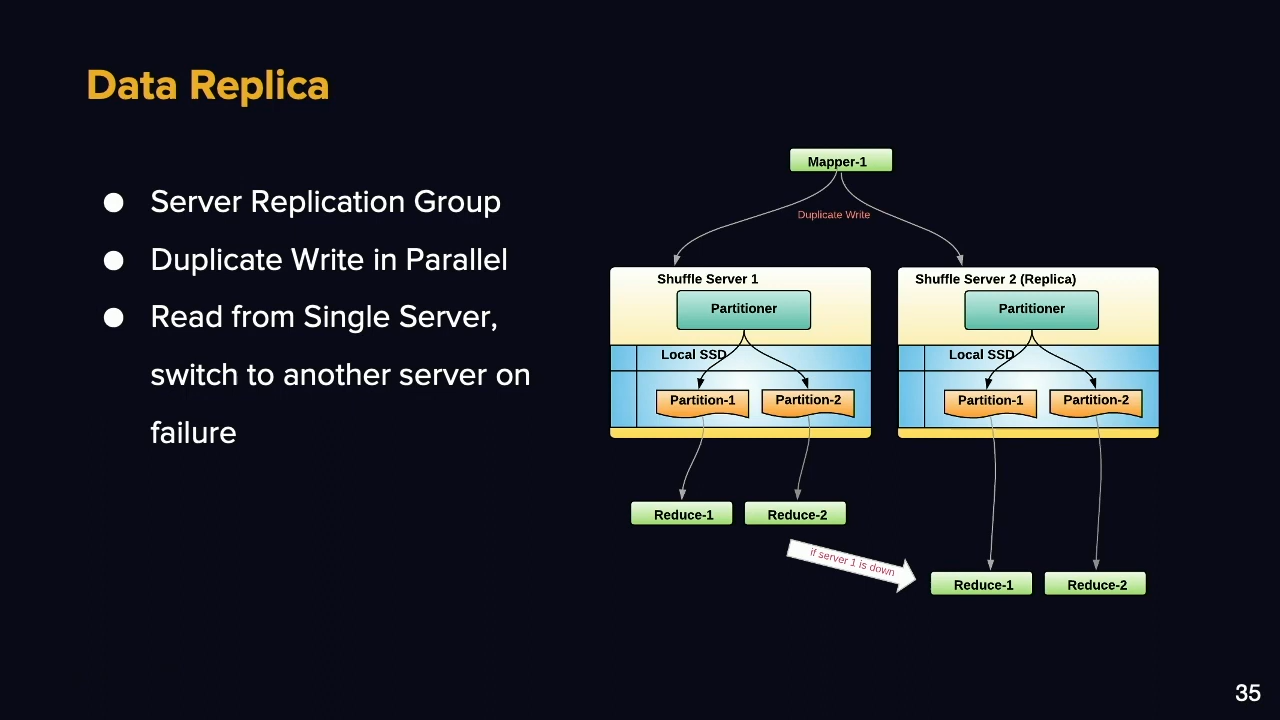 Data Replica
● Server Replication Group
● Duplicate Write in Parallel
● Read from Single Server,
switch to another server on
failure
Mapper-1
Duplicate Write
Shuffle Server 1
Partitioner
Local SSD
Partition-1
Partition-2
Shuffle Server 2 (Replica)
Partitioner
Local SSD
Partition-1
Partition-2
Reduce-1
Reduce-2
if server 1 is down
Reduce-1
Reduce-2
35